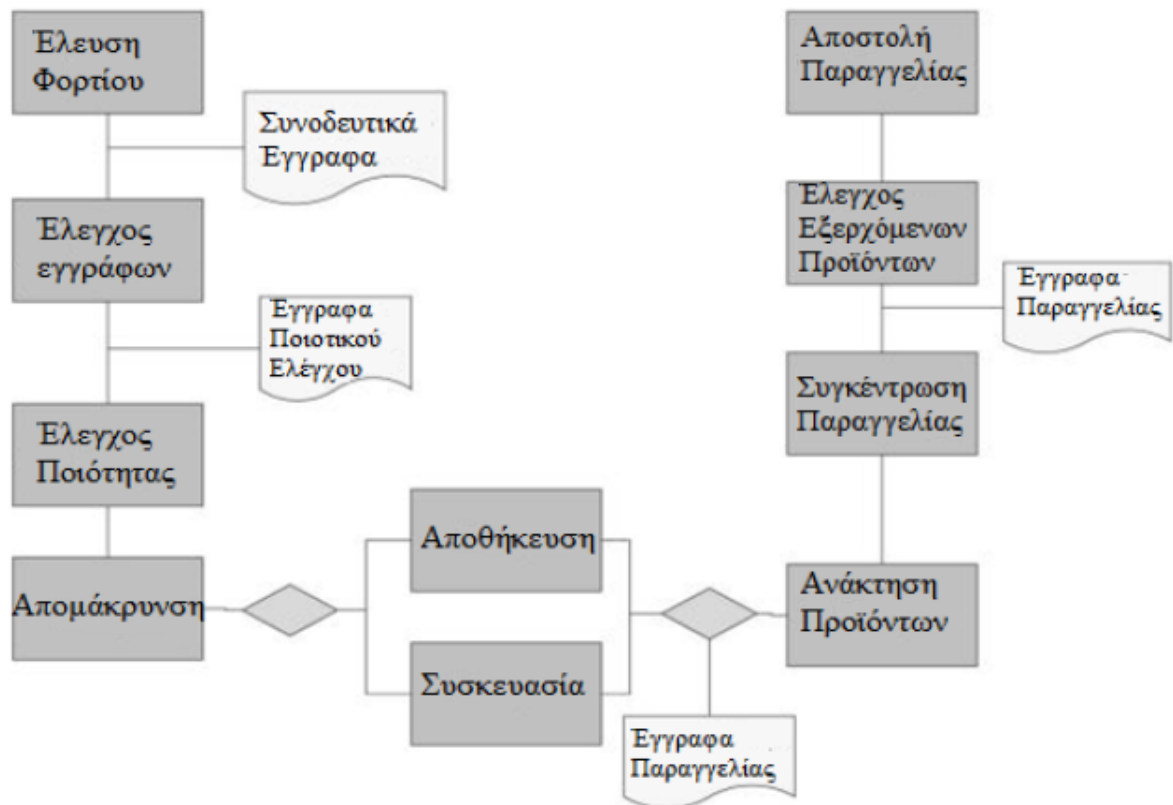 Έλευση
Φορτίου
Συνοδευτικά
Έγγραφα
Έλεγχος
εγγράφων
Έγγραφα
Ποιοτικού
Ελέγχου
Έλεγχος
Ποιότητας
Απομάκρυνση
Αποθήκευση
Συσκευασία
Έγγραφα
Παραγγελίας
Ανάκτηση
Προϊόντων
Συγκέντρωση
Παραγγελίας
Έγγραφα
Παραγγελίας
Έλεγχος
Εξερχόμενων
Προϊόντων
Αποστολή
Παραγγελίας